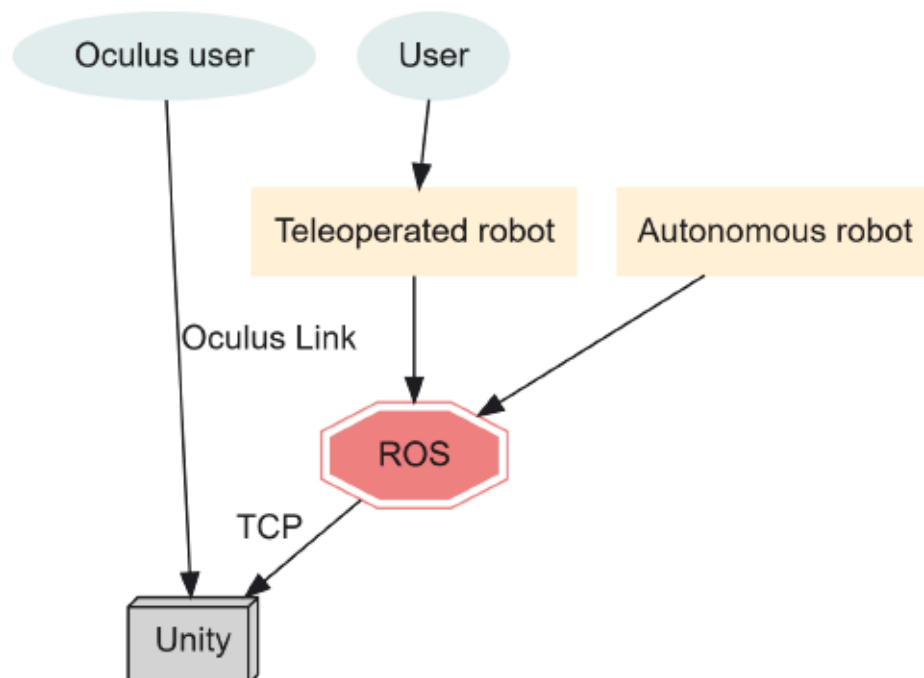 Oculus user
User
Teleoperated robot
Autonomous robot
Oculus Link
ROS
TCP
Unity